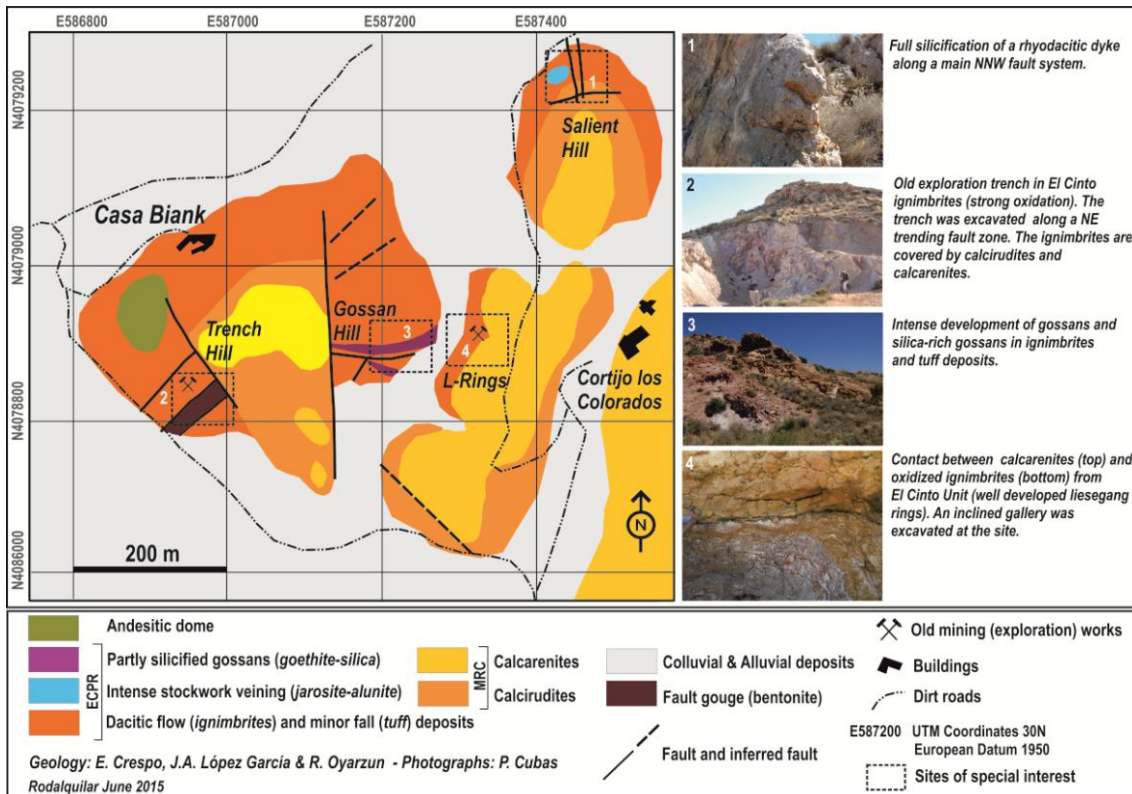 E586800
E587000
E587200
E587400
N4079200
N4079000
N4078800
N4086000
Casa Biank
Trench
Hill
Gossan
Hill
Salient
Hill
L-Rings
Cortijo los
Colorados
1
2
3
4
N
200 m
1
Full silicification of a rhyodacitic dyke
along a main NNW fault system.
2
Old exploration trench in El Cinto
ignimbrites (strong oxidation). The
trench was excavated along a NE
trending fault zone. The ignimbrites are
covered by calcirudites and
calcarenites.
3
Intense development of gossans and
silica-rich gossans in ignimbrites
and tuff deposits.
4
Contact between calcarenites (top) and
oxidized ignimbrites (bottom) from
El Cinto Unit (well developed liesegang
rings). An inclined gallery was
excavated at the site.
Andesitic dome
ECPR
Partly silicified gossans (goethite-silica)
Intense stockwork veining (jarosite-alunite)
Dacitic flow (ignimbrites) and minor fall (tuff) deposits
MRC
Calcarenites
Calcirudites
Colluvial & Alluvial deposits
Fault gouge (bentonite)
Fault and inferred fault
Old mining (exploration) works
Buildings
Dirt roads
E587200 UTM Coordinates 30N
European Datum 1950
Sites of special interest
Geology: E. Crespo, J.A. López García & R. Oyarzun - Photographs: P. Cubas
Rodalquilar June 2015